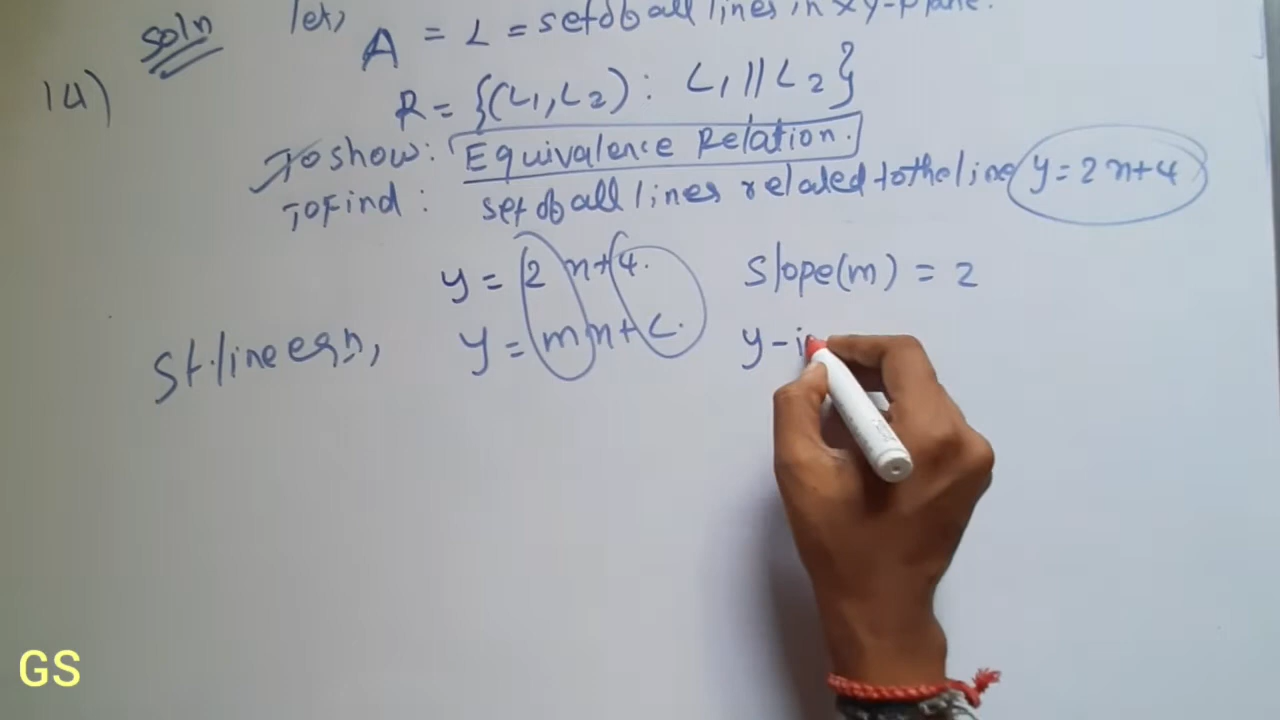 soln let, A = L = set of all lines in xy-plane.
14) R = {(L1, L2) : L1 || L2}
To show : Equivalence Relation.
To Find : set of all lines related to the line y = 2x+4
y = 2x+4. Slope(m) = 2
St. line eqn, y = mx+c. y-in
GS